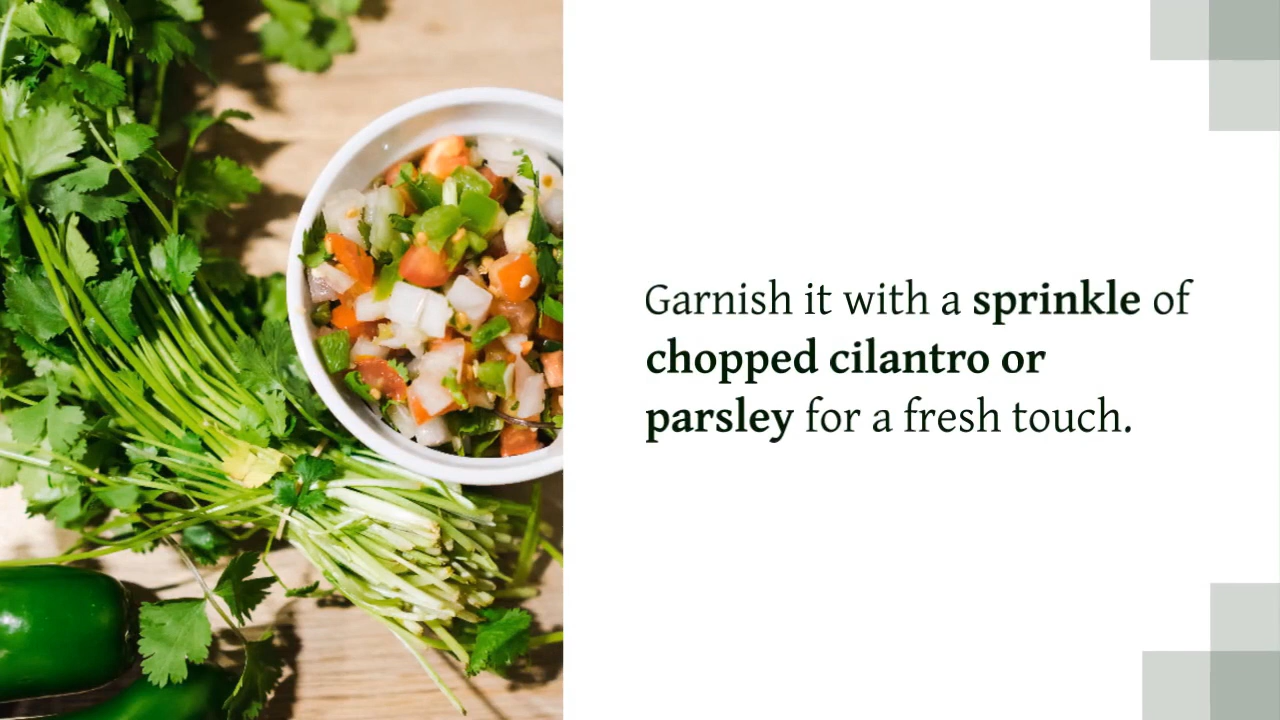 Garnish it with a sprinkle of
chopped cilantro or
parsley for a fresh touch.